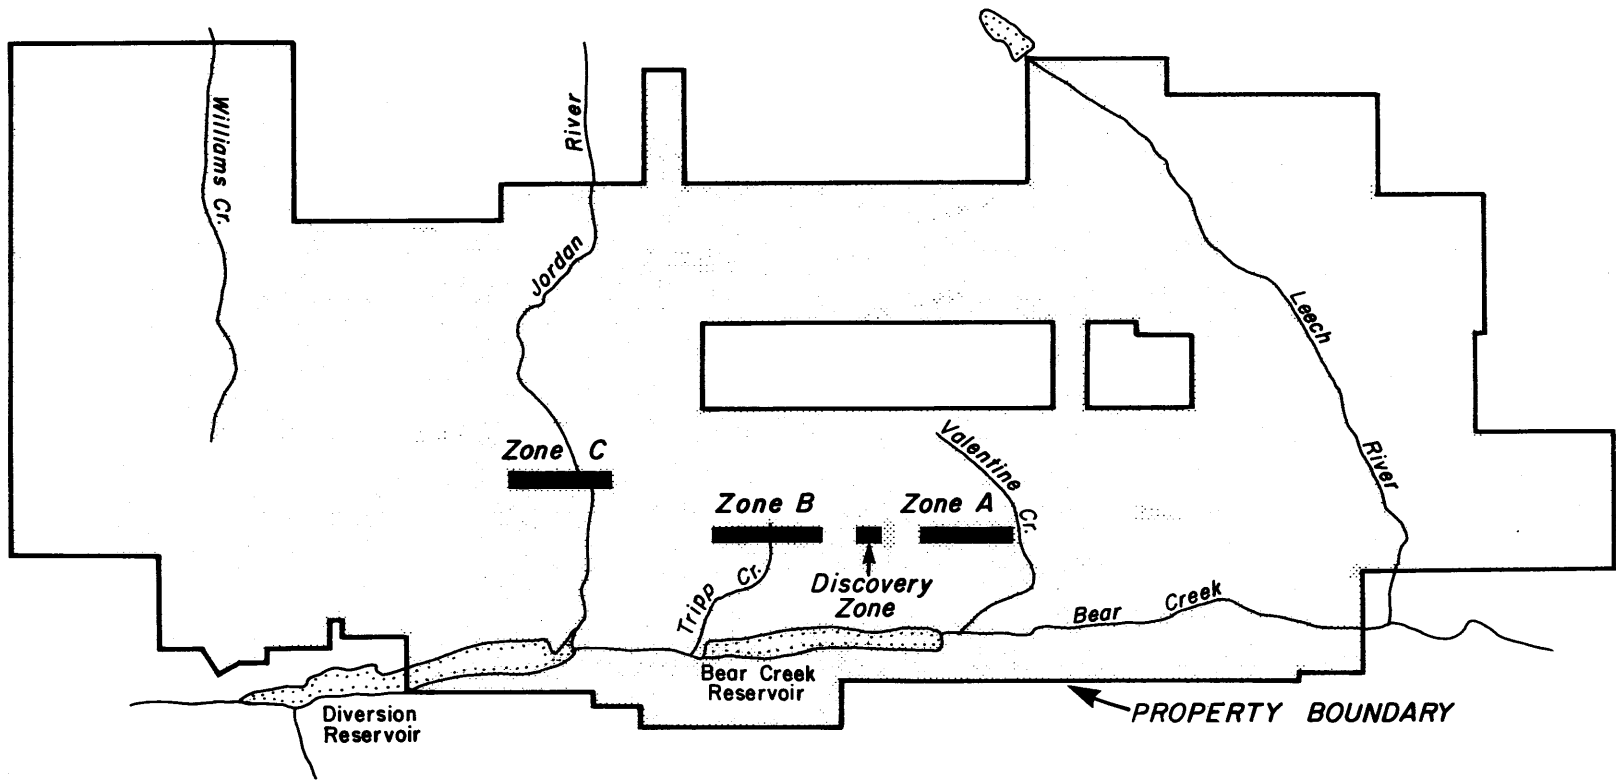 Williams Cr.
River
Jordan
Leech
River
Zone C
Valentine
Cr.
Zone B
Zone A
Discovery
Zone
Tripp Cr.
Bear Creek
Bear Creek
Reservoir
Diversion
Reservoir
PROPERTY BOUNDARY